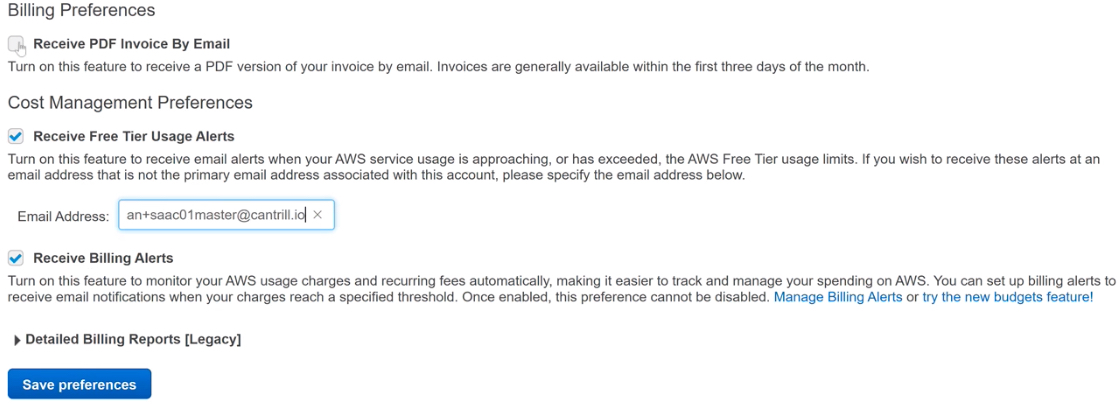 Billing Preferences
Receive PDF Invoice By Email
Turn on this feature to receive a PDF version of your invoice by email. Invoices are generally available within the first three days of the month.
Cost Management Preferences
Receive Free Tier Usage Alerts
Turn on this feature to receive email alerts when your AWS service usage is approaching, or has exceeded, the AWS Free Tier usage limits. If you wish to receive these alerts at an
email address that is not the primary email address associated with this account, please specify the email address below.
Email Address: an+saac01master@cantrill.io
Receive Billing Alerts
Turn on this feature to monitor your AWS usage charges and recurring fees automatically, making it easier to track and manage your spending on AWS. You can set up billing alerts to
receive email notifications when your charges reach a specified threshold. Once enabled, this preference cannot be disabled. Manage Billing Alerts or try the new budgets feature!
Detailed Billing Reports [Legacy]
Save preferences